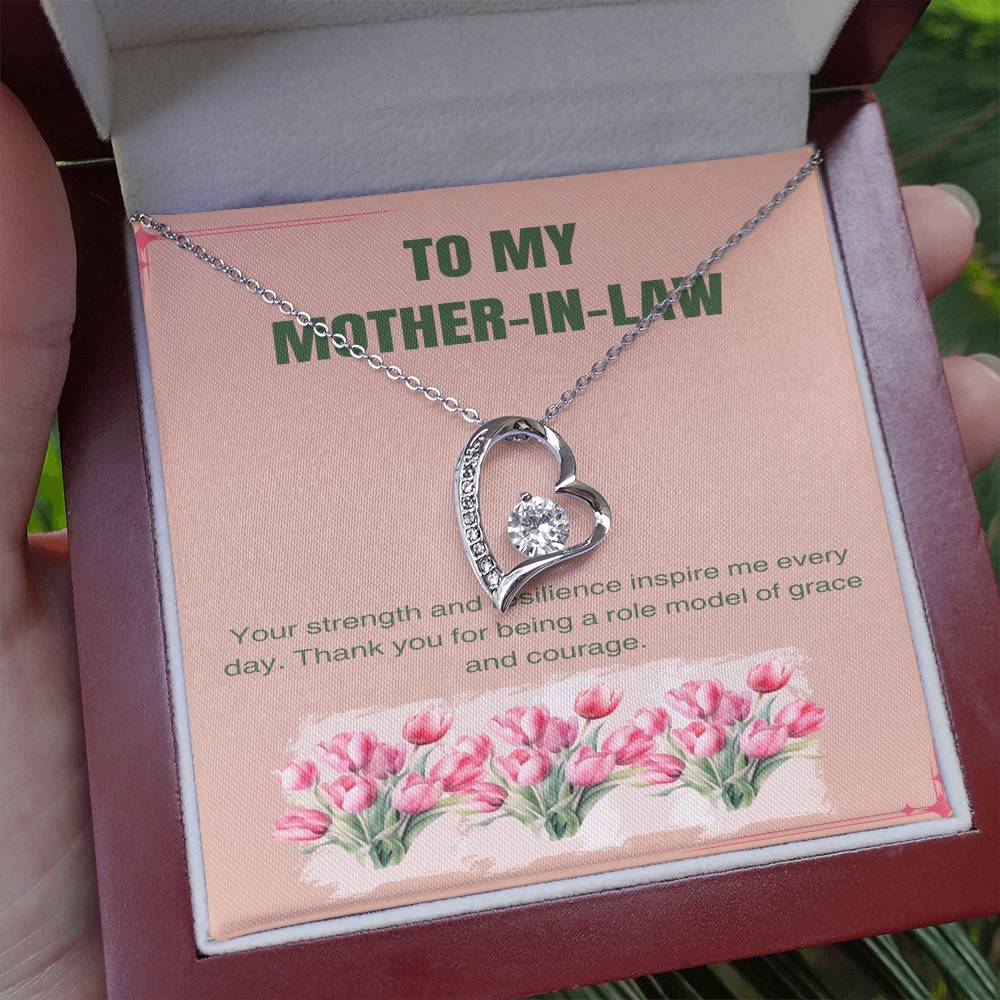 TO MY
MOTHER-IN-LAW
Your strength and resilience inspire me every
day. Thank you for being a role model of grace
and courage.